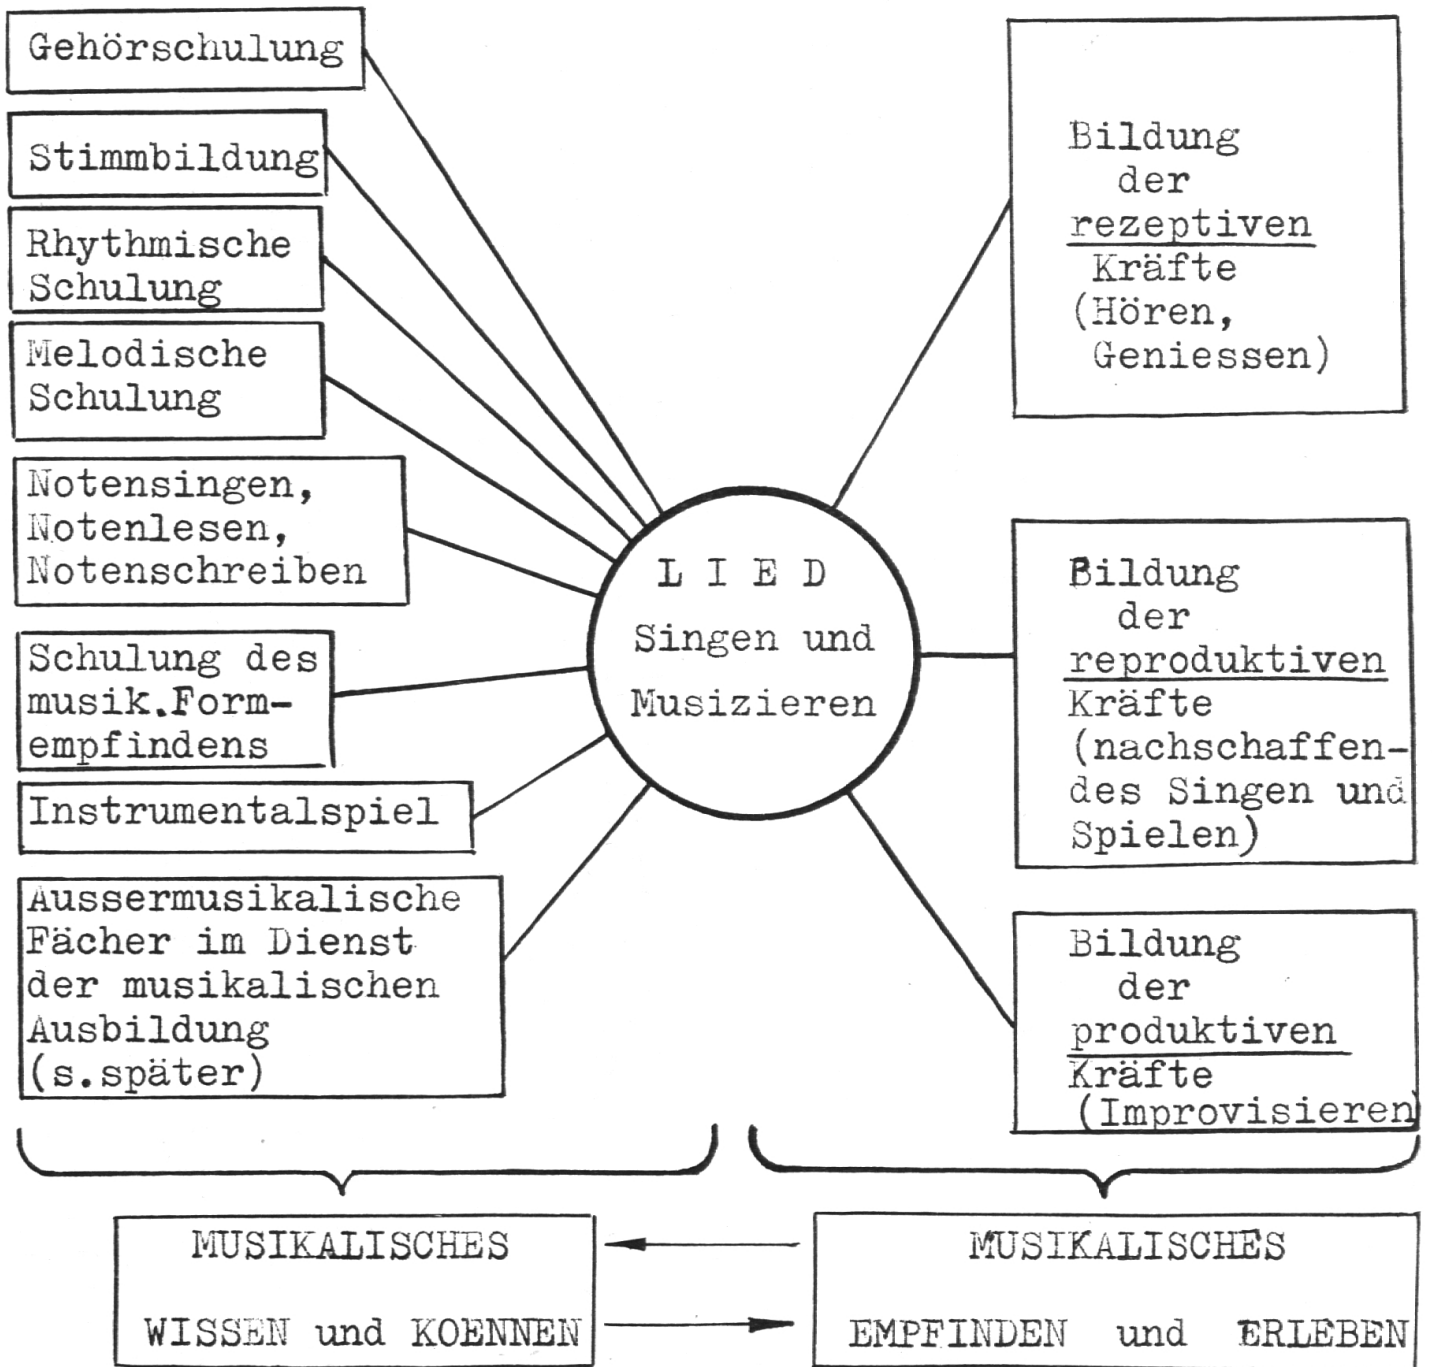 Gehörschulung
Stimmbildung
Rhythmische
Schulung
Melodische
Schulung
Notensingen,
Notenlesen,
Notenschreiben
Schulung des
musik.Form-
empfindens
Instrumentalspiel
Aussermusikalische
Fächer im Dienst
der musikalischen
Ausbildung
(s.später)
L I E D
Singen und
Musizieren
Bildung
der
rezeptiven
Kräfte
(Hören,
Geniessen)
Bildung
der
reproduktiven
Kräfte
(nachschaffen-
des Singen und
Spielen)
Bildung
der
produktiven
Kräfte
(Improvisieren)
MUSIKALISCHES
WISSEN und KOENNEN
MUSIKALISCHES
EMPFINDEN und ERLEBEN